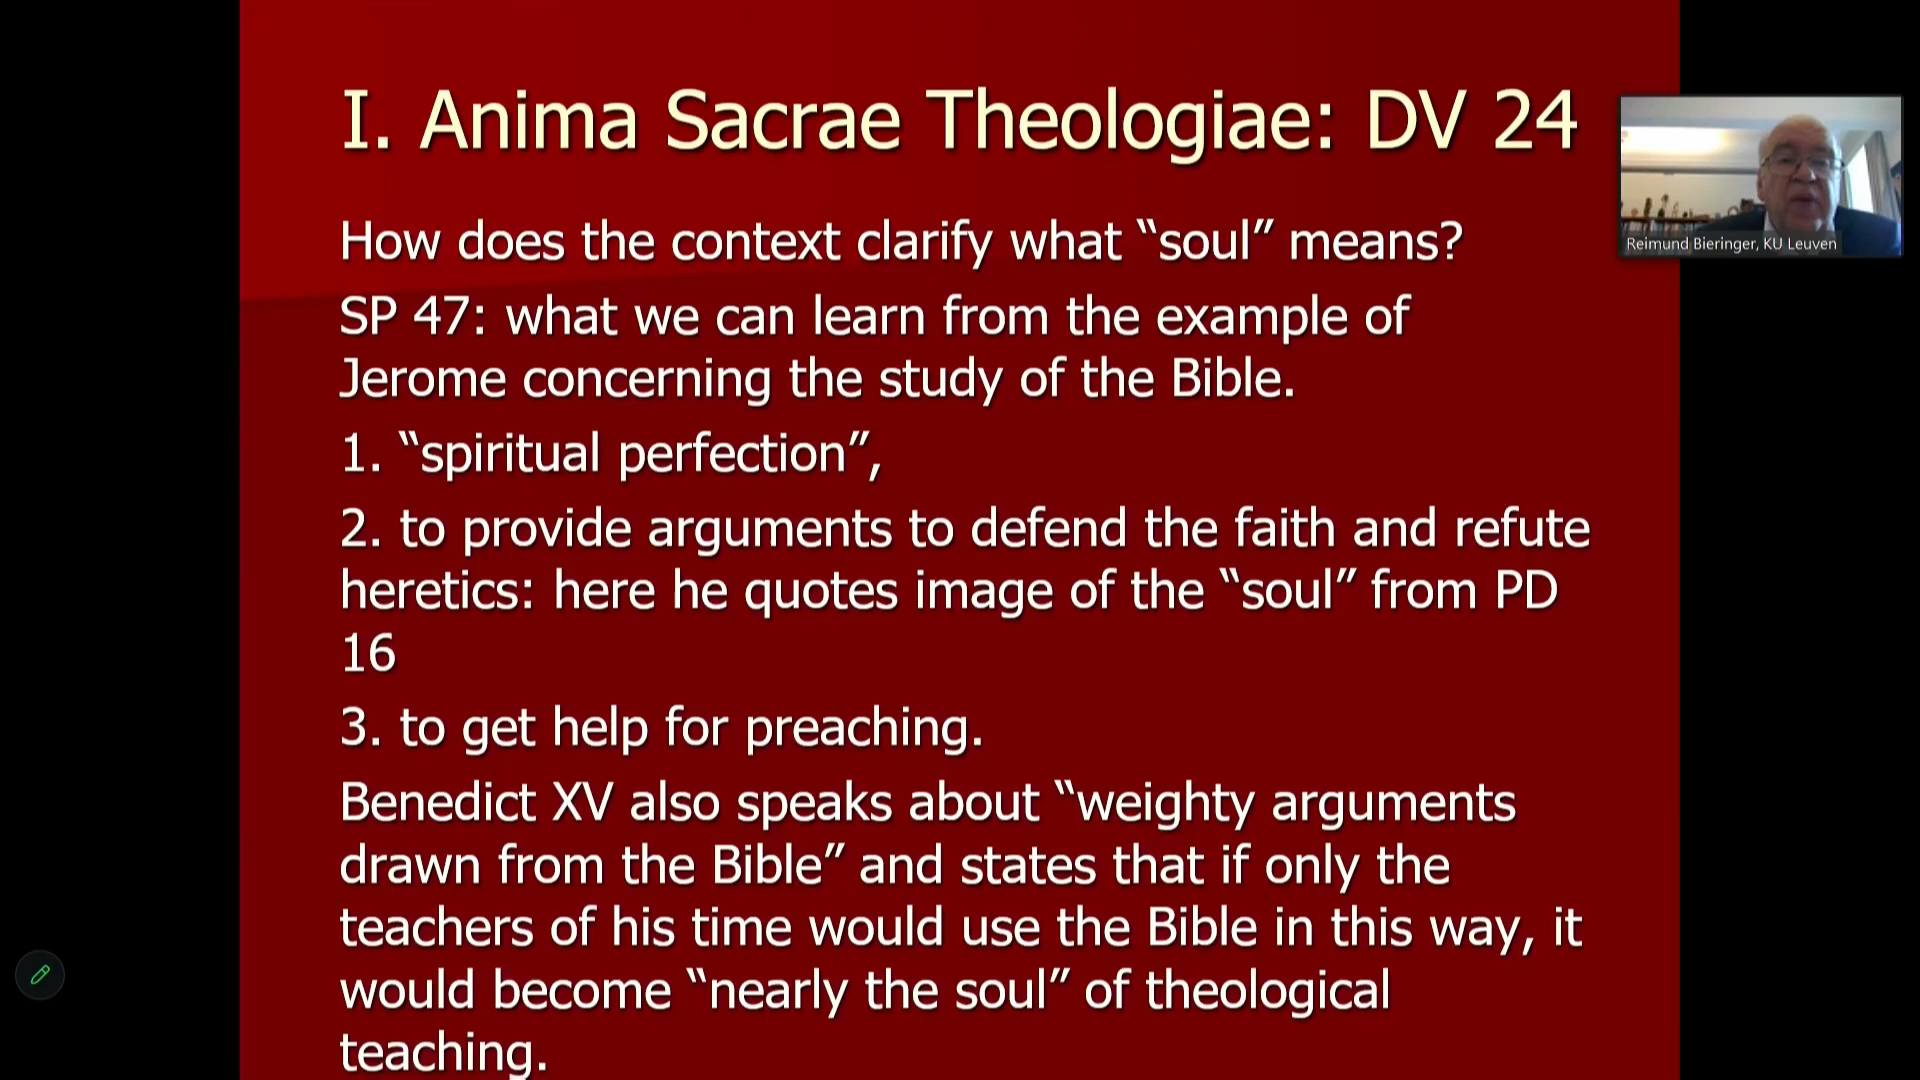 I. Anima Sacrae Theologiae: DV 24
How does the context clarify what “soul” means?
SP 47: what we can learn from the example of
Jerome concerning the study of the Bible.
1. “spiritual perfection”,
2. to provide arguments to defend the faith and refute
heretics: here he quotes image of the “soul” from PD
16
3. to get help for preaching.
Benedict XV also speaks about “weighty arguments
drawn from the Bible” and states that if only the
teachers of his time would use the Bible in this way, it
would become “nearly the soul” of theological
teaching.
Reimund Bieringer, KU Leuven